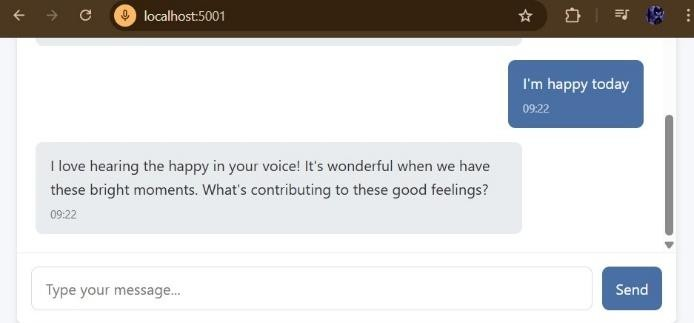 localhost:5001
I'm happy today
09:22
I love hearing the happy in your voice! It's wonderful when we have
these bright moments. What's contributing to these good feelings?
09:22
Type your message...
Send